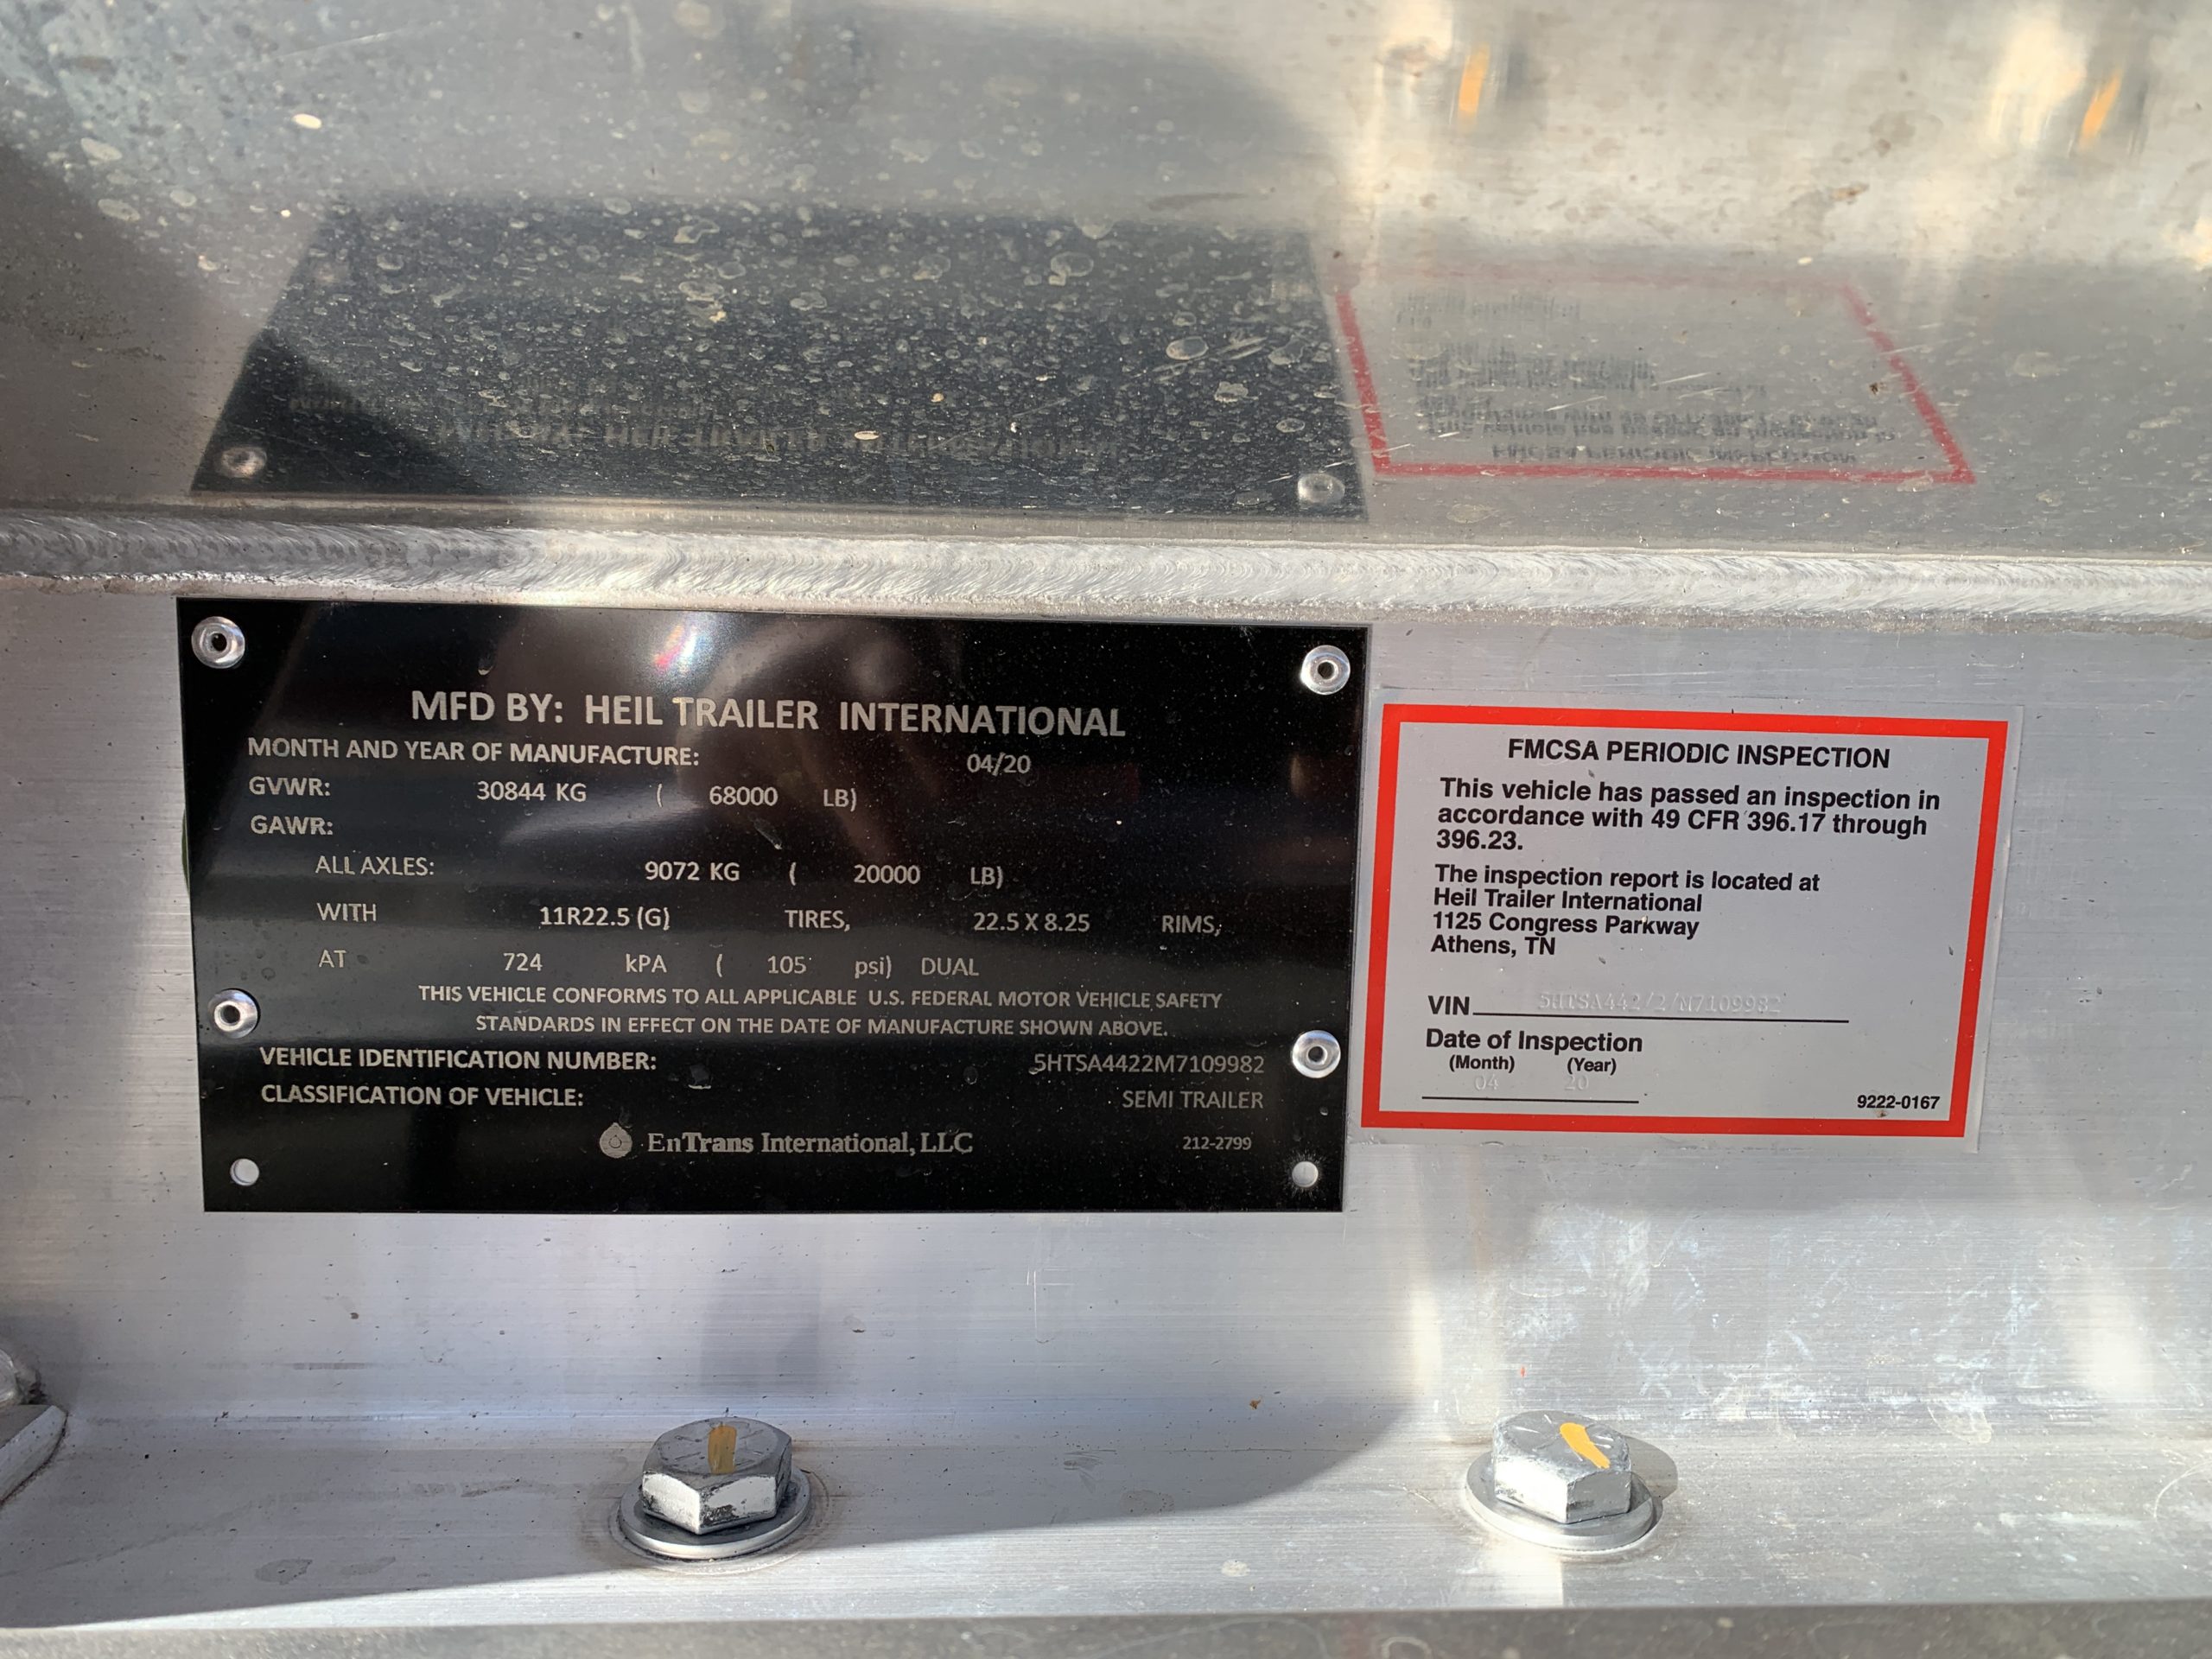 MFD BY: HEIL TRAILER INTERNATIONAL
MONTH AND YEAR OF MANUFACTURE: 04/20
GVWR: 30844 KG ( 68000 LB)
GAWR:
ALL AXLES: 9072 KG ( 20000 LB)
WITH 11R22.5 (G) TIRES, 22.5 X 8.25 RIMS,
AT 724 kPA ( 105 psi) DUAL
THIS VEHICLE CONFORMS TO ALL APPLICABLE U.S. FEDERAL MOTOR VEHICLE SAFETY
STANDARDS IN EFFECT ON THE DATE OF MANUFACTURE SHOWN ABOVE.
VEHICLE IDENTIFICATION NUMBER: 5HTSA4422M7109982
CLASSIFICATION OF VEHICLE: SEMI TRAILER
EnTrans International, LLC 212-2799
FMCSA PERIODIC INSPECTION
This vehicle has passed an inspection in
accordance with 49 CFR 396.17 through
396.23.
The inspection report is located at
Heil Trailer International
1125 Congress Parkway
Athens, TN
VIN 5HTSA442/2/M7109982
Date of Inspection
(Month) (Year)
04 20
9222-0167